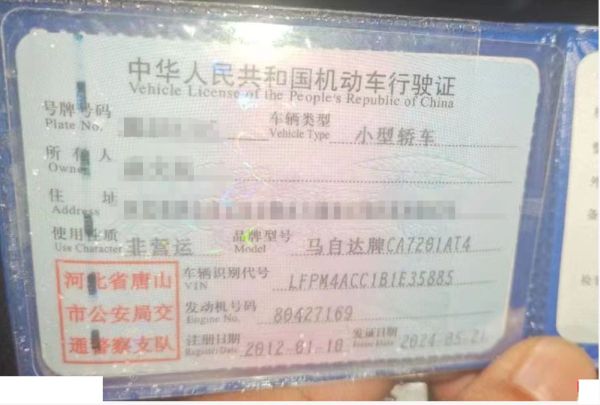 中华人民共和国机动车行驶证
Vehicle License of the People's Republic of China
号牌号码
Plate No.
车辆类型
Vehicle Type
小型轿车
所有人
Owner
住址
Address
使用性质
Use Character
非营运
品牌型号
Model
马自达牌CA7201AT4
河北省唐山
市公安局交
通警察支队
车辆识别代号
VIN
LFPM4ACC1B1E35885
发动机号码
Engine No.
80427169
注册日期
Register Date
2012-01-10
发证日期
Issue Date
2024-05-21